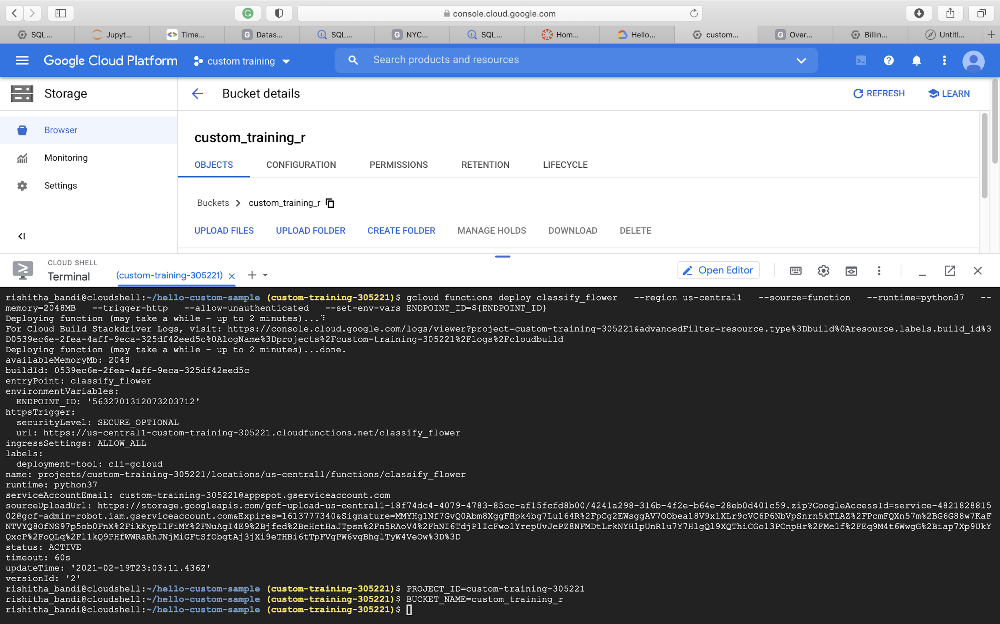 console.cloud.google.com
SQL... Jupyt... Time... Datas... SQL... NYC... SQL... Hom... Hello... custom... Over... Billin... Untitl...
Google Cloud Platform custom training Search products and resources
Storage Bucket details REFRESH LEARN
Browser
custom_training_r
Monitoring
OBJECTS CONFIGURATION PERMISSIONS RETENTION LIFECYCLE
Settings
Buckets > custom_training_r
UPLOAD FILES UPLOAD FOLDER CREATE FOLDER MANAGE HOLDS DOWNLOAD DELETE
CLOUD SHELL
Terminal (custom-training-305221) Open Editor
rishitha_bandi@cloudshell:~/hello-custom-sample (custom-training-305221)$ gcloud functions deploy classify_flower --region us-central1 --source=function --runtime=python37 --
memory=2048MB --trigger-http --allow-unauthenticated --set-env-vars ENDPOINT_ID=${ENDPOINT_ID}
Deploying function (may take a while - up to 2 minutes)...⠹
For Cloud Build Stackdriver Logs, visit: https://console.cloud.google.com/logs/viewer?project=custom-training-305221&advancedFilter=resource.type%3Dbuild%0Aresource.labels.build_id%3
D0539ec6e-2fea-4aff-9eca-325df42eed5c%0AlogName%3Dprojects%2Fcustom-training-305221%2Flogs%2Fcloudbuild
Deploying function (may take a while - up to 2 minutes)...done.
availableMemoryMb: 2048
buildId: 0539ec6e-2fea-4aff-9eca-325df42eed5c
entryPoint: classify_flower
environmentVariables:
ENDPOINT_ID: '5632701312073203712'
httpsTrigger:
securityLevel: SECURE_OPTIONAL
url: https://us-central1-custom-training-305221.cloudfunctions.net/classify_flower
ingressSettings: ALLOW_ALL
labels:
deployment-tool: cli-gcloud
name: projects/custom-training-305221/locations/us-central1/functions/classify_flower
runtime: python37
serviceAccountEmail: custom-training-305221@appspot.gserviceaccount.com
sourceUploadUrl: https://storage.googleapis.com/gcf-upload-us-central1-18f74dc4-4079-4783-85cc-af15fcfd8b00/4241a298-316b-4f2e-b64e-28eb0d401c59.zip?GoogleAccessId=service-4821828815
02@gcf-admin-robot.iam.gserviceaccount.com&Expires=1613777340&Signature=MMYHg1Nf7GvQ0Abm8XggFHpk4bg7Lu164R%2FpCg2EWsggAV7OObea18V9xlXLr9cVC6P6NbVpSnrn5kTLAZ%2FPcmFQXn57m%2BG6G88w7KaF
NTVYQ8OfNS97p5ob0FnX%2FikKypIlFiMY%2FNuAgI4E9%2Bjfed%2BeHctHaJTpsn%2Fn5RAoV4%2FhNI6TdjP1IcFwo1YrepUvJePZ8NFMDtLrkNYHlpUnR1u7Y7HlgQl9XQThiCGo13PCnpHr%2FMe1f%2FEq9M4t6WwgG%2Biap7Xp9UkY
QxcP%2FoQLq%2Fl1kQ9PHfWWRaRhJNjMiGFtSfObgtAj3jXi9eTHBi6tTpFVgPW6vgBhglTyW4VeOw%3D%3D
status: ACTIVE
timeout: 60s
updateTime: '2021-02-19T23:03:11.436Z'
versionId: '2'
rishitha_bandi@cloudshell:~/hello-custom-sample (custom-training-305221)$ PROJECT_ID=custom-training-305221
rishitha_bandi@cloudshell:~/hello-custom-sample (custom-training-305221)$ BUCKET_NAME=custom_training_r
rishitha_bandi@cloudshell:~/hello-custom-sample (custom-training-305221)$